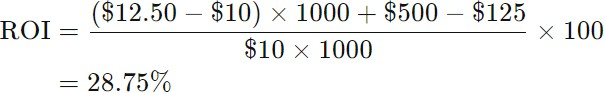 ROI = ($12.50 − $10) × 1000 + $500 − $125 / $10 × 1000 × 100
= 28.75%